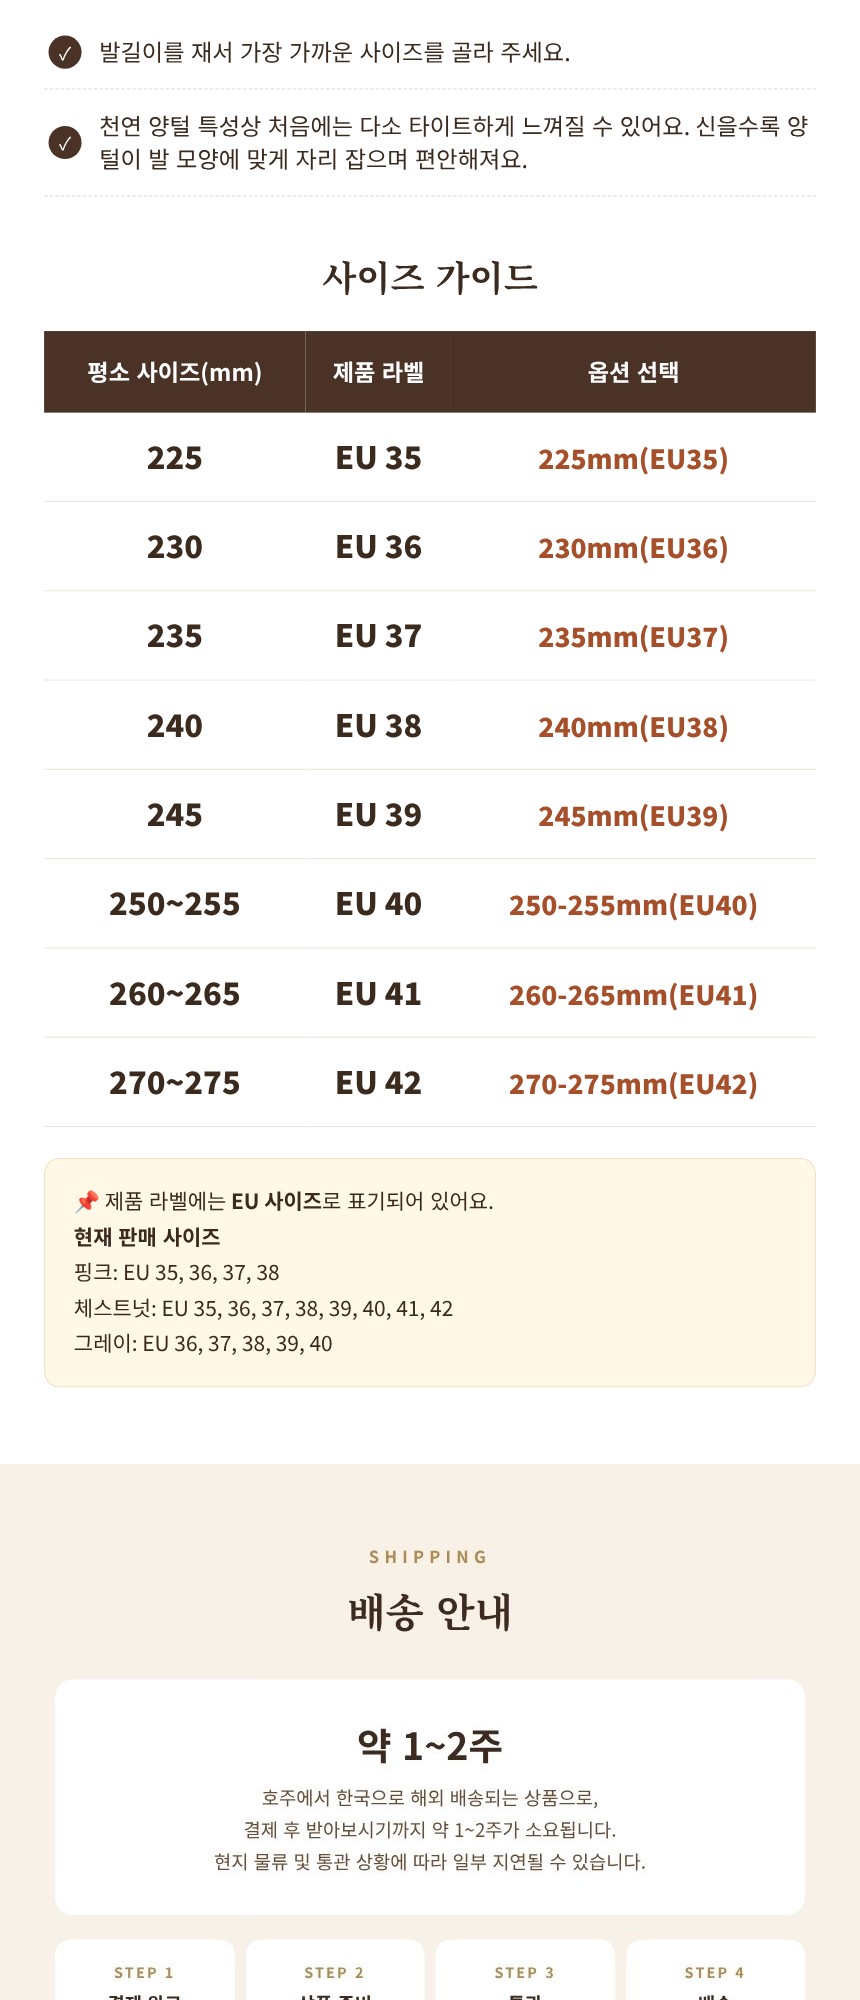 발길이를 재서 가장 가까운 사이즈를 골라 주세요.
천연 양털 특성상 처음에는 다소 타이트하게 느껴질 수 있어요. 신을수록 양
털이 발 모양에 맞게 자리 잡으며 편안해져요.
사이즈 가이드
평소 사이즈(mm) 제품 라벨 옵션 선택
225 EU 35 225mm(EU35)
230 EU 36 230mm(EU36)
235 EU 37 235mm(EU37)
240 EU 38 240mm(EU38)
245 EU 39 245mm(EU39)
250~255 EU 40 250-255mm(EU40)
260~265 EU 41 260-265mm(EU41)
270~275 EU 42 270-275mm(EU42)
📌 제품 라벨에는 EU 사이즈로 표기되어 있어요.
현재 판매 사이즈
핑크: EU 35, 36, 37, 38
체스트넛: EU 35, 36, 37, 38, 39, 40, 41, 42
그레이: EU 36, 37, 38, 39, 40
SHIPPING
배송 안내
약 1~2주
호주에서 한국으로 해외 배송되는 상품으로,
결제 후 받아보시기까지 약 1~2주가 소요됩니다.
현지 물류 및 통관 상황에 따라 일부 지연될 수 있습니다.
STEP 1 STEP 2 STEP 3 STEP 4